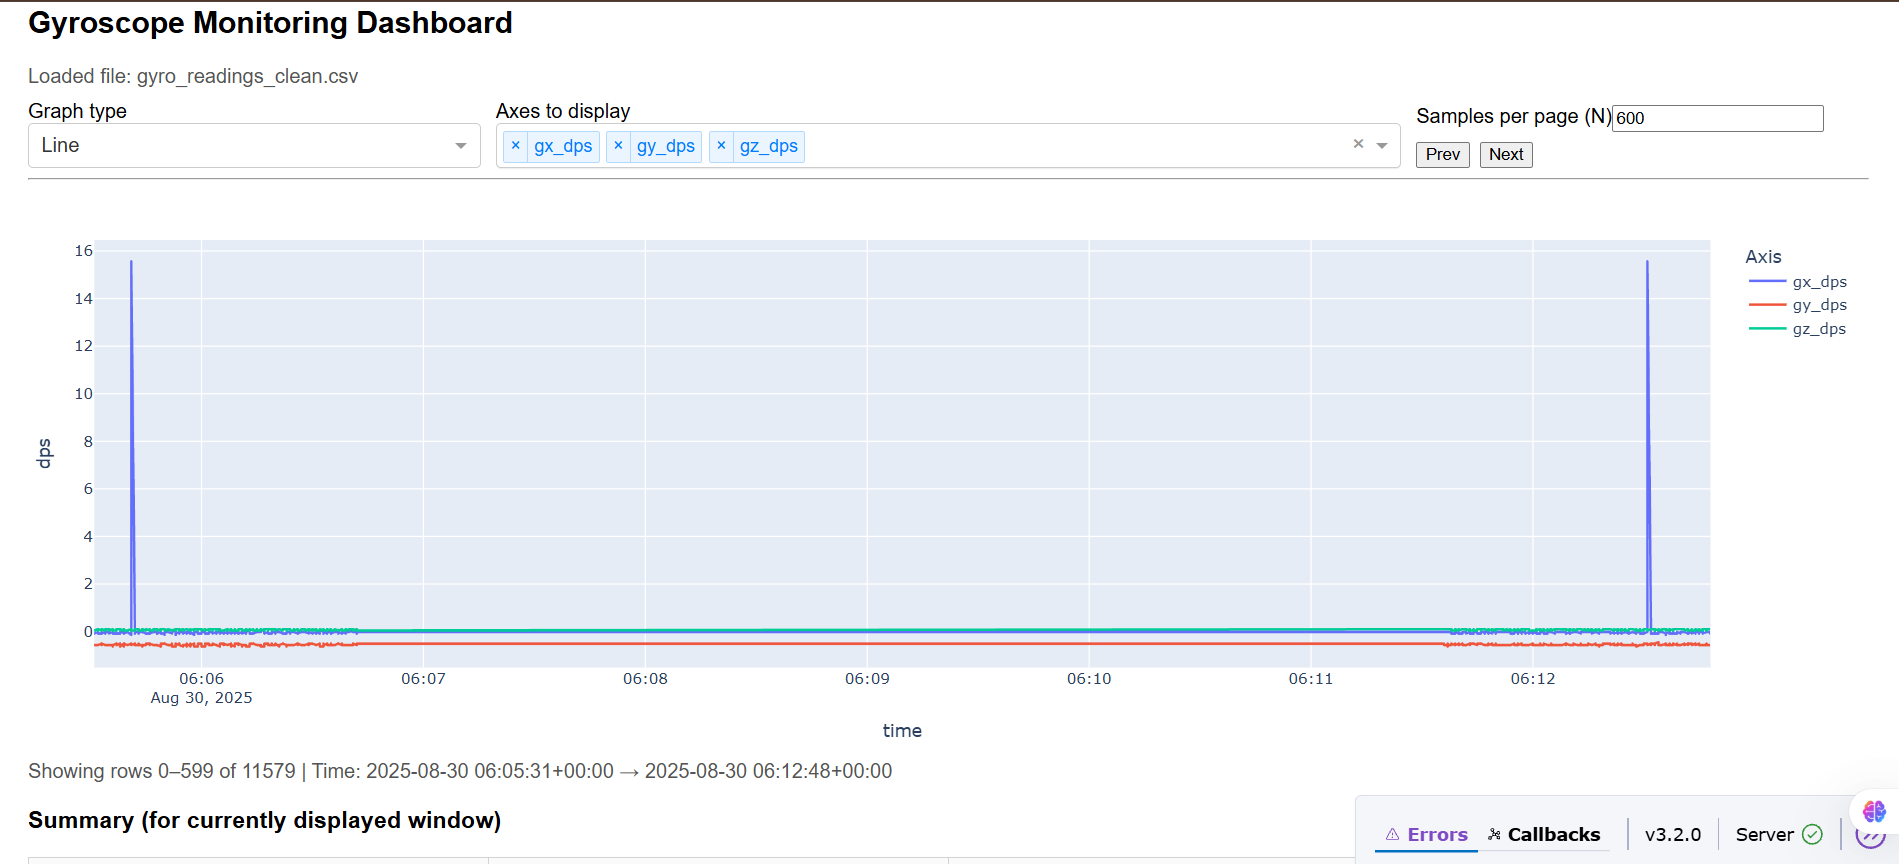 Gyroscope Monitoring Dashboard
Loaded file: gyro_readings_clean.csv
Graph type
Line
Axes to display
× gx_dps × gy_dps × gz_dps
Samples per page (N) 600
Prev Next
16
14
12
10
8
6
4
2
0
dps
06:06
Aug 30, 2025
06:07
06:08
06:09
06:10
06:11
06:12
time
Axis
gx_dps
gy_dps
gz_dps
Showing rows 0–599 of 11579 | Time: 2025-08-30 06:05:31+00:00 → 2025-08-30 06:12:48+00:00
Summary (for currently displayed window)
Errors Callbacks v3.2.0 Server